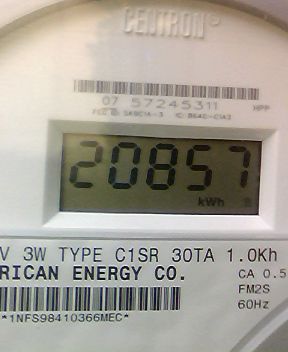 CENTRON®
07 57245311 HPP
20857
kWh
V 3W TYPE C1SR 30TA 1.0Kh
RICAN ENERGY CO.
CA 0.5
FM2S
60Hz
*1NFS98410366MEC*